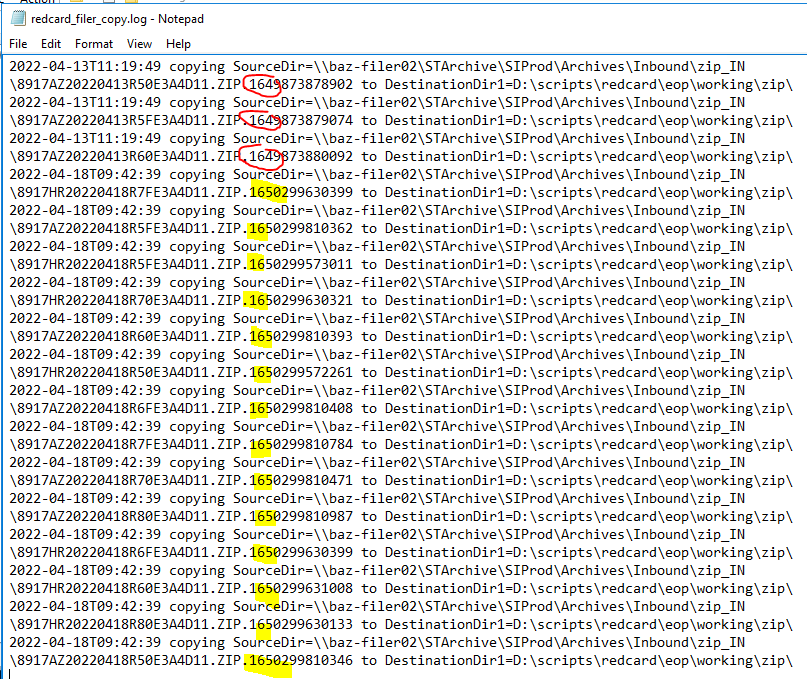 redcard_filer_copy.log - Notepad
File Edit Format View Help
2022-04-13T11:19:49 copying SourceDir=\\baz-filer02\STArchive\SIProd\Archives\Inbound\zip_IN
\8917AZ20220413R50E3A4D11.ZIP.1649873878902 to DestinationDir1=D:\scripts\redcard\eop\working\zip\
2022-04-13T11:19:49 copying SourceDir=\\baz-filer02\STArchive\SIProd\Archives\Inbound\zip_IN
\8917AZ20220413R5FE3A4D11.ZIP.1649873879074 to DestinationDir1=D:\scripts\redcard\eop\working\zip\
2022-04-13T11:19:49 copying SourceDir=\\baz-filer02\STArchive\SIProd\Archives\Inbound\zip_IN
\8917AZ20220413R60E3A4D11.ZIP.1649873880092 to DestinationDir1=D:\scripts\redcard\eop\working\zip\
2022-04-18T09:42:39 copying SourceDir=\\baz-filer02\STArchive\SIProd\Archives\Inbound\zip_IN
\8917HR20220418R7FE3A4D11.ZIP.1650299630399 to DestinationDir1=D:\scripts\redcard\eop\working\zip\
2022-04-18T09:42:39 copying SourceDir=\\baz-filer02\STArchive\SIProd\Archives\Inbound\zip_IN
\8917AZ20220418R5FE3A4D11.ZIP.1650299810362 to DestinationDir1=D:\scripts\redcard\eop\working\zip\
2022-04-18T09:42:39 copying SourceDir=\\baz-filer02\STArchive\SIProd\Archives\Inbound\zip_IN
\8917HR20220418R5FE3A4D11.ZIP.1650299573011 to DestinationDir1=D:\scripts\redcard\eop\working\zip\
2022-04-18T09:42:39 copying SourceDir=\\baz-filer02\STArchive\SIProd\Archives\Inbound\zip_IN
\8917HR20220418R70E3A4D11.ZIP.1650299630321 to DestinationDir1=D:\scripts\redcard\eop\working\zip\
2022-04-18T09:42:39 copying SourceDir=\\baz-filer02\STArchive\SIProd\Archives\Inbound\zip_IN
\8917AZ20220418R60E3A4D11.ZIP.1650299810393 to DestinationDir1=D:\scripts\redcard\eop\working\zip\
2022-04-18T09:42:39 copying SourceDir=\\baz-filer02\STArchive\SIProd\Archives\Inbound\zip_IN
\8917HR20220418R50E3A4D11.ZIP.1650299572261 to DestinationDir1=D:\scripts\redcard\eop\working\zip\
2022-04-18T09:42:39 copying SourceDir=\\baz-filer02\STArchive\SIProd\Archives\Inbound\zip_IN
\8917AZ20220418R6FE3A4D11.ZIP.1650299810408 to DestinationDir1=D:\scripts\redcard\eop\working\zip\
2022-04-18T09:42:39 copying SourceDir=\\baz-filer02\STArchive\SIProd\Archives\Inbound\zip_IN
\8917AZ20220418R7FE3A4D11.ZIP.1650299810784 to DestinationDir1=D:\scripts\redcard\eop\working\zip\
2022-04-18T09:42:39 copying SourceDir=\\baz-filer02\STArchive\SIProd\Archives\Inbound\zip_IN
\8917AZ20220418R70E3A4D11.ZIP.1650299810471 to DestinationDir1=D:\scripts\redcard\eop\working\zip\
2022-04-18T09:42:39 copying SourceDir=\\baz-filer02\STArchive\SIProd\Archives\Inbound\zip_IN
\8917AZ20220418R80E3A4D11.ZIP.1650299810987 to DestinationDir1=D:\scripts\redcard\eop\working\zip\
2022-04-18T09:42:39 copying SourceDir=\\baz-filer02\STArchive\SIProd\Archives\Inbound\zip_IN
\8917HR20220418R6FE3A4D11.ZIP.1650299630399 to DestinationDir1=D:\scripts\redcard\eop\working\zip\
2022-04-18T09:42:39 copying SourceDir=\\baz-filer02\STArchive\SIProd\Archives\Inbound\zip_IN
\8917HR20220418R60E3A4D11.ZIP.1650299631008 to DestinationDir1=D:\scripts\redcard\eop\working\zip\
2022-04-18T09:42:39 copying SourceDir=\\baz-filer02\STArchive\SIProd\Archives\Inbound\zip_IN
\8917HR20220418R80E3A4D11.ZIP.1650299630133 to DestinationDir1=D:\scripts\redcard\eop\working\zip\
2022-04-18T09:42:39 copying SourceDir=\\baz-filer02\STArchive\SIProd\Archives\Inbound\zip_IN
\8917AZ20220418R50E3A4D11.ZIP.1650299810346 to DestinationDir1=D:\scripts\redcard\eop\working\zip\